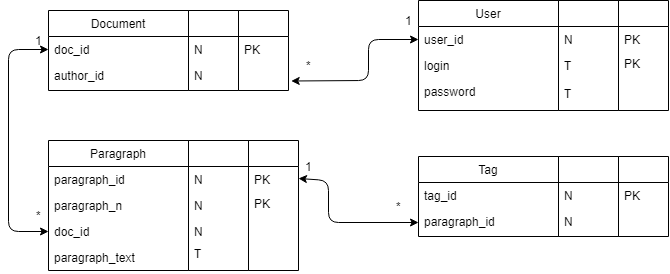 Document
doc_id N PK
author_id N
1
*
User
user_id N PK
login T PK
password T
1
*
Paragraph
paragraph_id N PK
paragraph_n N PK
doc_id N
paragraph_text T
1
*
Tag
tag_id N PK
paragraph_id N